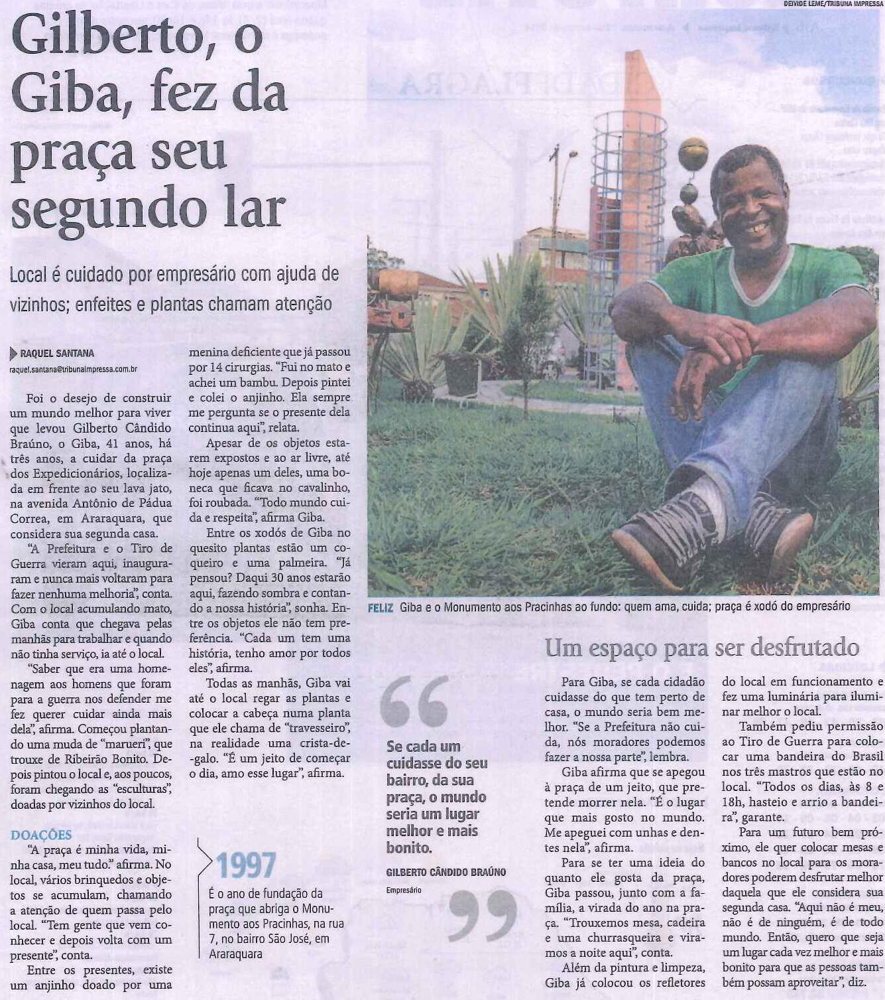 DEIVIDE LEME/TRIBUNA IMPRESSA
Gilberto, o
Giba, fez da
praça seu
segundo lar
Local é cuidado por empresário com ajuda de
vizinhos; enfeites e plantas chamam atenção
RAQUEL SANTANA
raquel.santana@tribunaimpressa.com.br
Foi o desejo de construir
um mundo melhor para viver
que levou Gilberto Cândido
Braúno, o Giba, 41 anos, há
três anos, a cuidar da praça
dos Expedicionários, localiza-
da em frente ao seu lava jato,
na avenida Antônio de Pádua
Correa, em Araraquara, que
considera sua segunda casa.
“A Prefeitura e o Tiro de
Guerra vieram aqui, inaugura-
ram e nunca mais voltaram para
fazer nenhuma melhoria”, conta.
Com o local acumulando mato,
Giba conta que chegava pelas
manhãs para trabalhar e quando
não tinha serviço, ia até o local.
“Saber que era uma home-
nagem aos homens que foram
para a guerra nos defender me
fez querer cuidar ainda mais
dela”, afirma. Começou plantan-
do uma muda de “marueri”, que
trouxe de Ribeirão Bonito. De-
pois pintou o local e, aos poucos,
foram chegando as “esculturas”,
doadas por vizinhos do local.
DOAÇÕES
“A praça é minha vida, mi-
nha casa, meu tudo.” afirma. No
local, vários brinquedos e obje-
tos se acumulam, chamando
a atenção de quem passa pelo
local. “Tem gente que vem co-
nhecer e depois volta com um
presente”, conta.
Entre os presentes, existe
um anjinho doado por uma
menina deficiente que já passou
por 14 cirurgias. “Fui no mato e
achei um bambu. Depois pintei
e colei o anjinho. Ela sempre
me pergunta se o presente dela
continua aqui”, relata.
Apesar de os objetos esta-
rem expostos e ao ar livre, até
hoje apenas um deles, uma bo-
neca que ficava no cavalinho,
foi roubada. “Todo mundo cui-
da e respeita”, afirma Giba.
Entre os xodós de Giba no
quesito plantas estão um co-
queiro e uma palmeira. “Já
pensou? Daqui 30 anos estarão
aqui, fazendo sombra e contan-
do a nossa história”, sonha. En-
tre os objetos ele não tem pre-
ferência. “Cada um tem uma
história, tenho amor por todos
eles”, afirma.
Todas as manhãs, Giba vai
até o local regar as plantas e
colocar a cabeça numa planta
que ele chama de “travesseiro”,
na realidade uma crista-de-
-galo. “É um jeito de começar
o dia, amo esse lugar”, afirma.
1997
É o ano de fundação da
praça que abriga o Monu-
mento aos Pracinhas, na rua
7, no bairro São José, em
Araraquara
FELIZ Giba e o Monumento aos Pracinhas ao fundo: quem ama, cuida; praça é xodó do empresário
“
Se cada um
cuidasse do seu
bairro, da sua
praça, o mundo
seria um lugar
melhor e mais
bonito.
GILBERTO CÂNDIDO BRAÚNO
Empresário
”
Um espaço para ser desfrutado
Para Giba, se cada cidadão
cuidasse do que tem perto de
casa, o mundo seria bem me-
lhor. “Se a Prefeitura não cui-
da, nós moradores podemos
fazer a nossa parte”, lembra.
Giba afirma que se apegou
à praça de um jeito, que pre-
tende morrer nela. “É o lugar
que mais gosto no mundo.
Me apeguei com unhas e den-
tes nela”, afirma.
Para se ter uma ideia do
quanto ele gosta da praça,
Giba passou, junto com a fa-
mília, a virada do ano na pra-
ça. “Trouxemos mesa, cadeira
e uma churrasqueira e vira-
mos a noite aqui”, conta.
Além da pintura e limpeza,
Giba já colocou os refletores
do local em funcionamento e
fez uma luminária para ilumi-
nar melhor o local.
Também pediu permissão
ao Tiro de Guerra para colo-
car uma bandeira do Brasil
nos três mastros que estão no
local. “Todos os dias, às 8 e
18h, hasteio e arrio a bandei-
ra”, garante.
Para um futuro bem pró-
ximo, ele quer colocar mesas e
bancos no local para os mora-
dores poderem desfrutar melhor
daquela que ele considera sua
segunda casa. “Aqui não é meu,
não é de ninguém, é de todo
mundo. Então, quero que seja
um lugar cada vez melhor e mais
bonito para que as pessoas tam-
bém possam aproveitar”, diz.